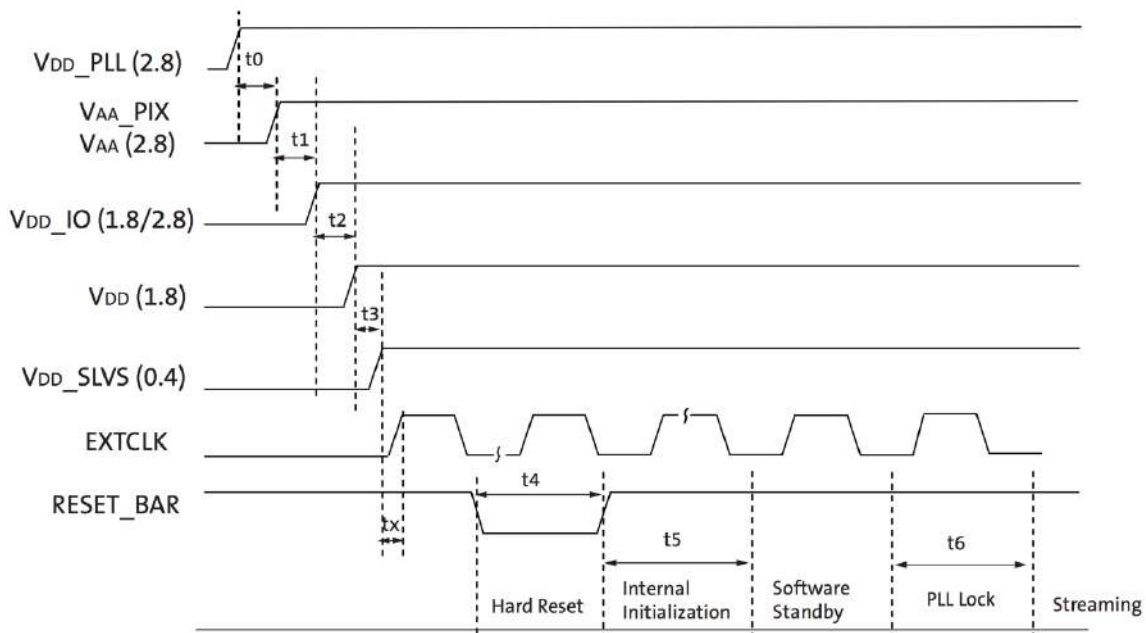 VDD_PLL (2.8)
t0
VAA_PIX
VAA (2.8)
t1
VDD_IO (1.8/2.8)
t2
VDD (1.8)
t3
VDD_SLVS (0.4)
EXTCLK
RESET_BAR
t4
tx
t5
t6
Hard Reset
Internal
Initialization
Software
Standby
PLL Lock
Streaming